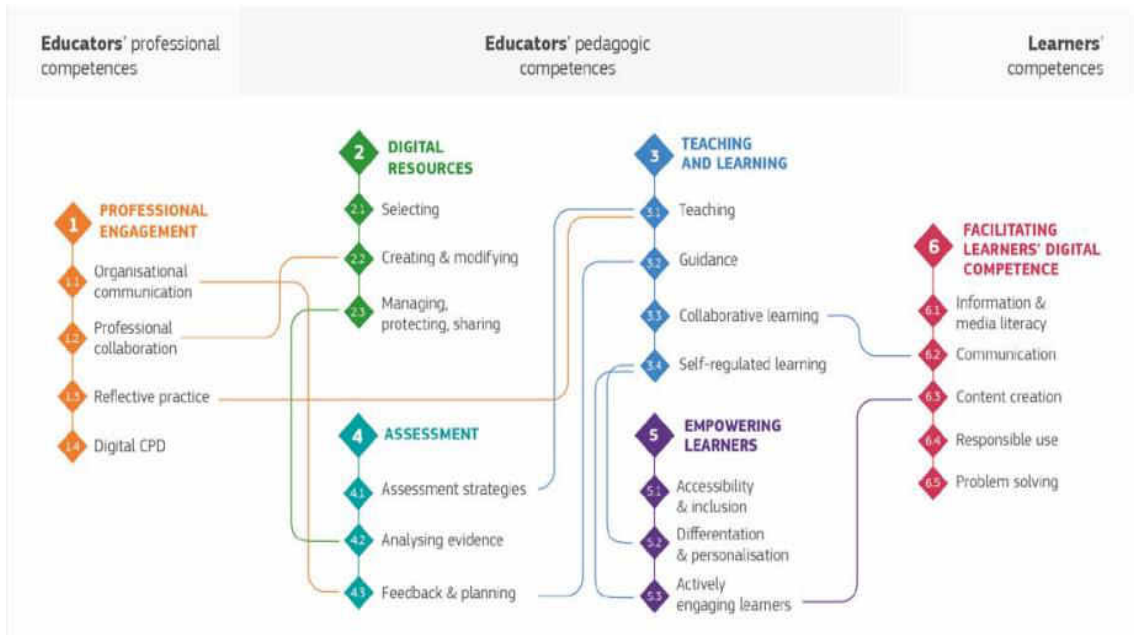 Educators' professional
competences
Educators' pedagogic
competences
Learners'
competences
1
PROFESSIONAL
ENGAGEMENT
1.1
Organisational
communication
1.2
Professional
collaboration
1.3
Reflective practice
1.4
Digital CPD
2
DIGITAL
RESOURCES
2.1
Selecting
2.2
Creating & modifying
2.3
Managing,
protecting, sharing
4
ASSESSMENT
4.1
Assessment strategies
4.2
Analysing evidence
4.3
Feedback & planning
3
TEACHING
AND LEARNING
3.1
Teaching
3.2
Guidance
3.3
Collaborative learning
3.4
Self-regulated learning
5
EMPOWERING
LEARNERS
5.1
Accessibility
& inclusion
5.2
Differentation
& personalisation
5.3
Actively
engaging learners
6
FACILITATING
LEARNERS' DIGITAL
COMPETENCE
6.1
Information &
media literacy
6.2
Communication
6.3
Content creation
6.4
Responsible use
6.5
Problem solving